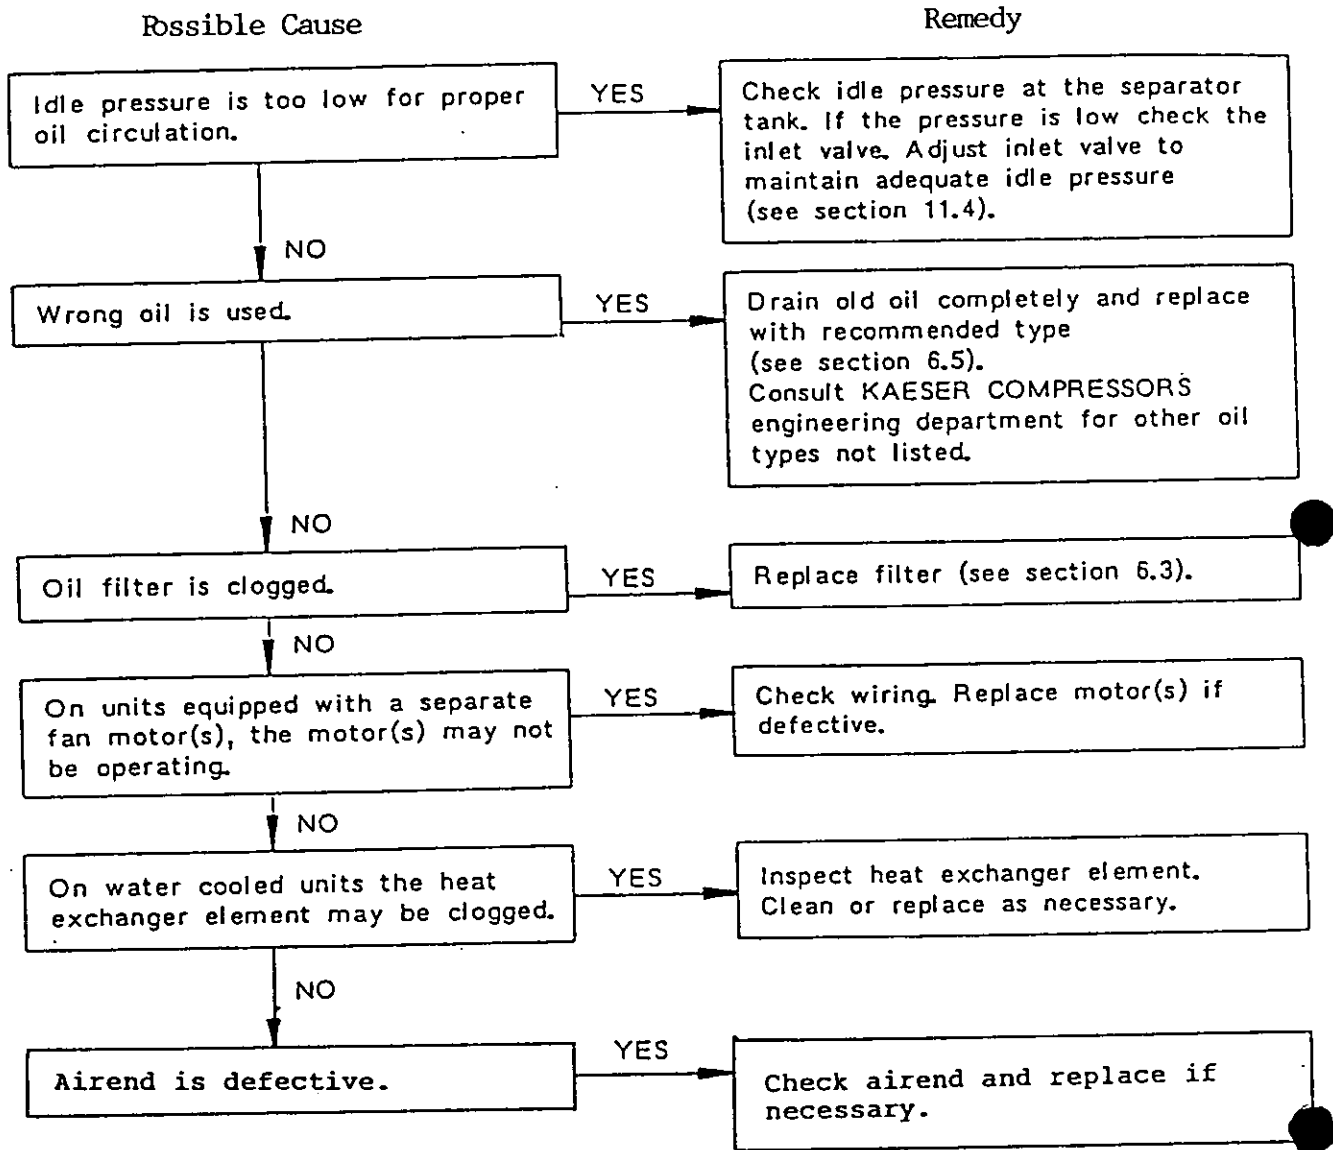 Possible Cause
Remedy
Idle pressure is too low for proper
oil circulation.
YES
Check idle pressure at the separator
tank. If the pressure is low check the
inlet valve. Adjust inlet valve to
maintain adequate idle pressure
(see section 11.4).
NO
Wrong oil is used.
YES
Drain old oil completely and replace
with recommended type
(see section 6.5).
Consult KAESER COMPRESSORS
engineering department for other oil
types not listed.
NO
Oil filter is clogged.
YES
Replace filter (see section 6.3).
NO
On units equipped with a separate
fan motor(s), the motor(s) may not
be operating.
YES
Check wiring. Replace motor(s) if
defective.
NO
On water cooled units the heat
exchanger element may be clogged.
YES
Inspect heat exchanger element.
Clean or replace as necessary.
NO
Airend is defective.
YES
Check airend and replace if
necessary.